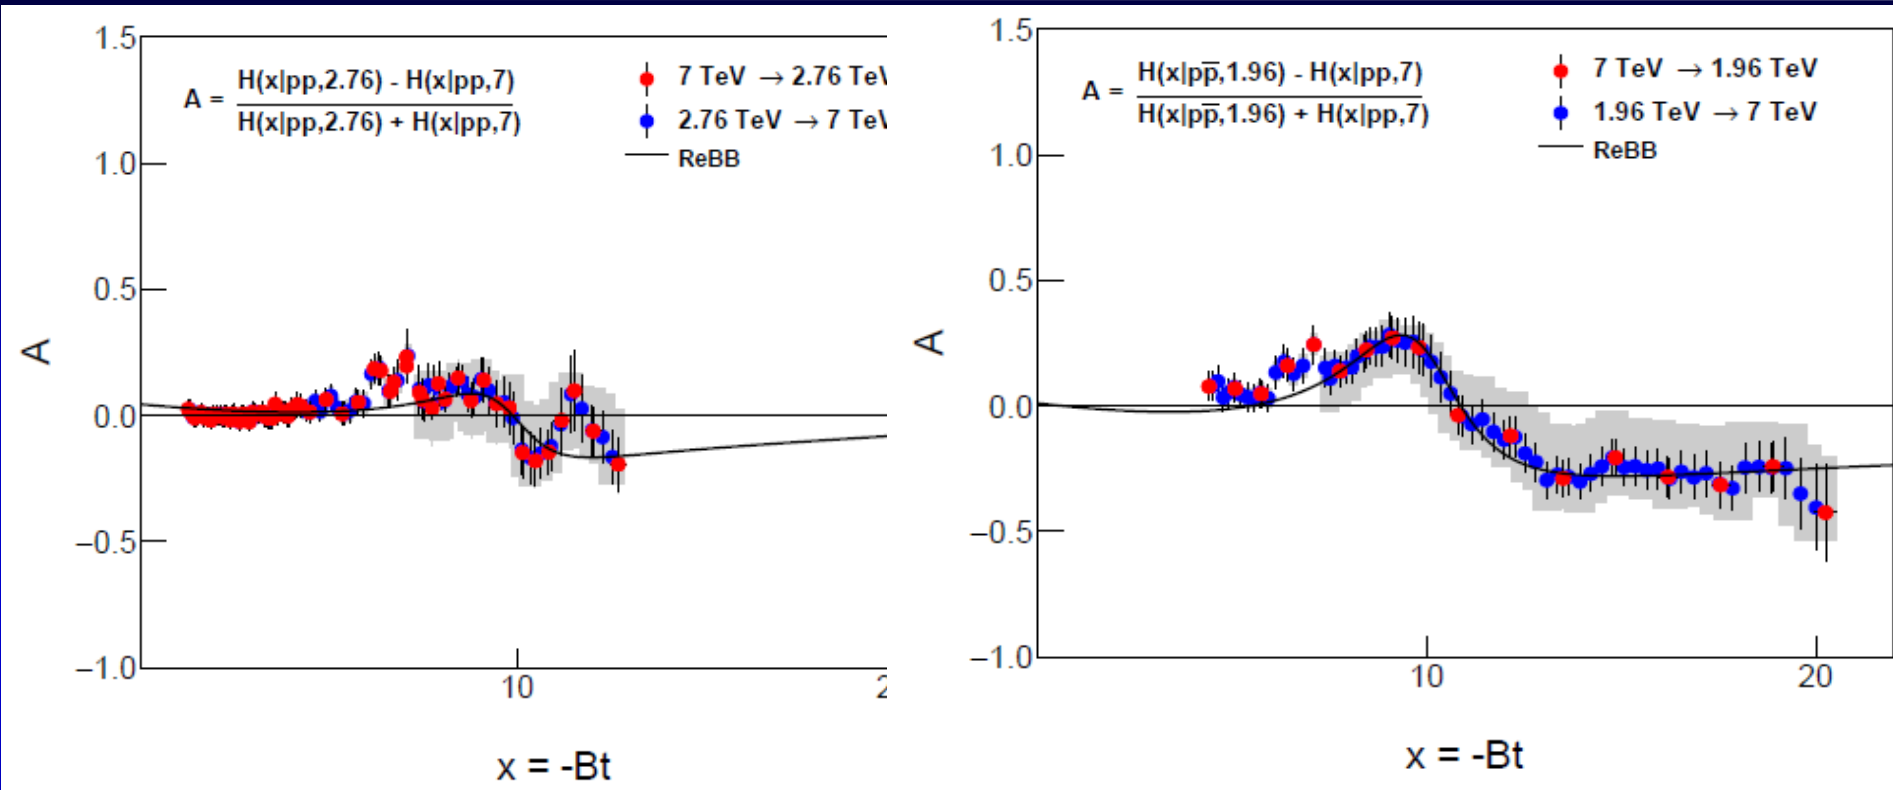 1.5
A = H(x|pp,2.76) - H(x|pp,7)
H(x|pp,2.76) + H(x|pp,7)
7 TeV → 2.76 TeV
2.76 TeV → 7 TeV
ReBB
1.0
0.5
0.0
−0.5
−1.0
A
10
2
x = -Bt
1.5
A = H(x|pp̅,1.96) - H(x|pp,7)
H(x|pp̅,1.96) + H(x|pp,7)
7 TeV → 1.96 TeV
1.96 TeV → 7 TeV
ReBB
1.0
0.5
0.0
−0.5
−1.0
A
10
20
x = -Bt